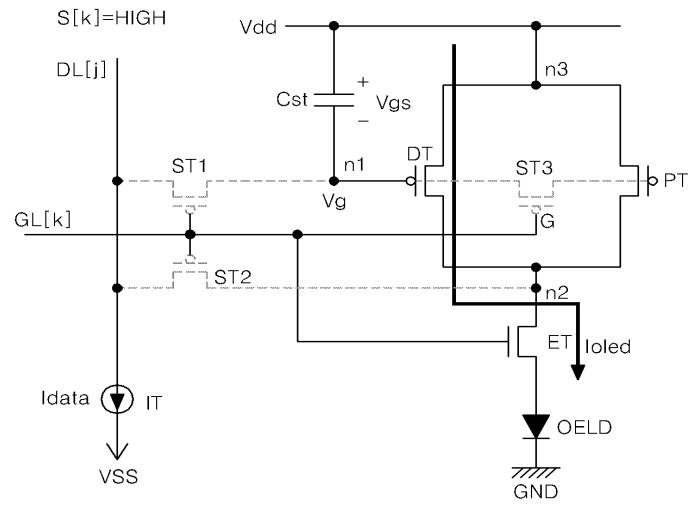 S[k]=HIGH
Vdd
DL[j]
n3
+
Cst
Vgs
−
DT
ST1
n1
ST3
PT
Vg
GL[k]
G
ST2
n2
ET
Ioled
Idata
IT
OELD
VSS
GND